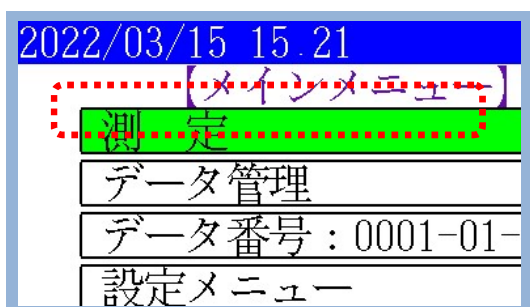 2022/03/15 15.21
【メインメニュー】
測 定
データ管理
データ番号：0001-01-
設定メニュー